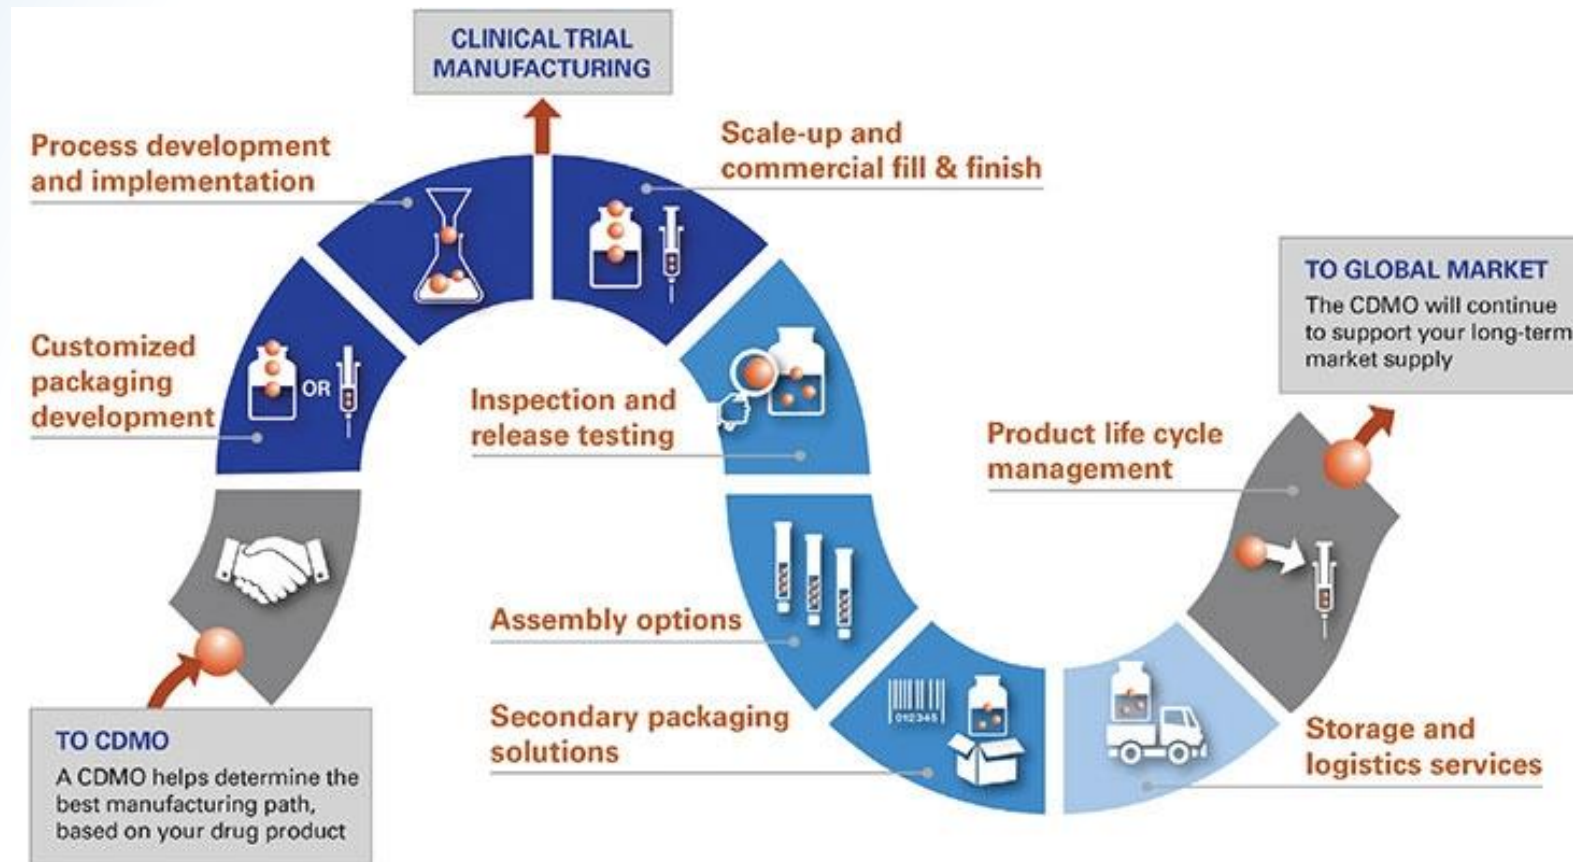 CLINICAL TRIAL
MANUFACTURING
Process development
and implementation
Scale-up and
commercial fill & finish
Customized
packaging
development
OR
Inspection and
release testing
TO GLOBAL MARKET
The CDMO will continue
to support your long-term
market supply
Product life cycle
management
Assembly options
Secondary packaging
solutions
012345
Storage and
logistics services
TO CDMO
A CDMO helps determine the
best manufacturing path,
based on your drug product